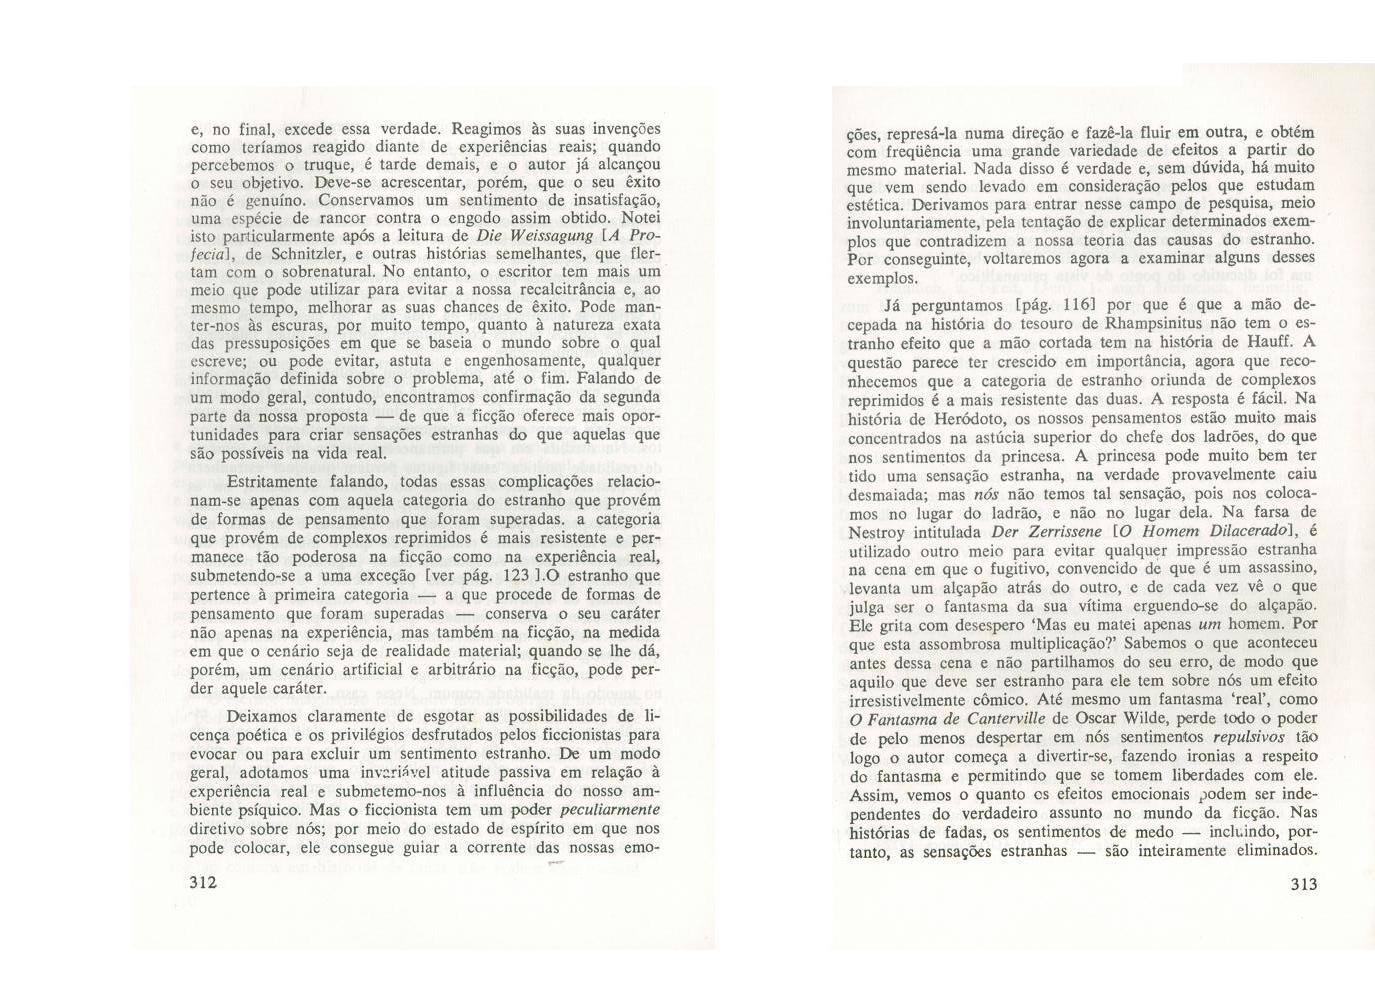 e, no final, excede essa verdade. Reagimos às suas invenções
como teríamos reagido diante de experiências reais; quando
percebemos o truque, é tarde demais, e o autor já alcançou
o seu objetivo. Deve-se acrescentar, porém, que o seu êxito
não é genuíno. Conservamos um sentimento de insatisfação,
uma espécie de rancor contra o engodo assim obtido. Notei
isto particularmente após a leitura de Die Weissagung [A Pro-
fecia], de Schnitzler, e outras histórias semelhantes, que fler-
tam com o sobrenatural. No entanto, o escritor tem mais um
meio que pode utilizar para evitar a nossa recalcitrância e, ao
mesmo tempo, melhorar as suas chances de êxito. Pode man-
ter-nos às escuras, por muito tempo, quanto à natureza exata
das pressuposições em que se baseia o mundo sobre o qual
escreve; ou pode evitar, astuta e engenhosamente, qualquer
informação definida sobre o problema, até o fim. Falando de
um modo geral, contudo, encontramos confirmação da segunda
parte da nossa proposta — de que a ficção oferece mais opor-
tunidades para criar sensações estranhas do que aquelas que
são possíveis na vida real.
Estritamente falando, todas essas complicações relacio-
nam-se apenas com aquela categoria do estranho que provém
de formas de pensamento que foram superadas. a categoria
que provém de complexos reprimidos é mais resistente e per-
manece tão poderosa na ficção como na experiência real,
submetendo-se a uma exceção [ver pág. 123 ].O estranho que
pertence à primeira categoria — a que procede de formas de
pensamento que foram superadas — conserva o seu caráter
não apenas na experiência, mas também na ficção, na medida
em que o cenário seja de realidade material; quando se lhe dá,
porém, um cenário artificial e arbitrário na ficção, pode per-
der aquele caráter.
Deixamos claramente de esgotar as possibilidades de li-
cença poética e os privilégios desfrutados pelos ficcionistas para
evocar ou para excluir um sentimento estranho. De um modo
geral, adotamos uma invariável atitude passiva em relação à
experiência real e submetemo-nos à influência do nosso am-
biente psíquico. Mas o ficcionista tem um poder peculiarmente
diretivo sobre nós; por meio do estado de espírito em que nos
pode colocar, ele consegue guiar a corrente das nossas emo-
312
ções, represá-la numa direção e fazê-la fluir em outra, e obtém
com freqüência uma grande variedade de efeitos a partir do
mesmo material. Nada disso é verdade e, sem dúvida, há muito
que vem sendo levado em consideração pelos que estudam
estética. Derivamos para entrar nesse campo de pesquisa, meio
involuntariamente, pela tentação de explicar determinados exem-
plos que contradizem a nossa teoria das causas do estranho.
Por conseguinte, voltaremos agora a examinar alguns desses
exemplos.
Já perguntamos [pág. 116] por que é que a mão de-
cepada na história do tesouro de Rhampsinitus não tem o es-
tranho efeito que a mão cortada tem na história de Hauff. A
questão parece ter crescido em importância, agora que reco-
nhecemos que a categoria de estranho oriunda de complexos
reprimidos é a mais resistente das duas. A resposta é fácil. Na
história de Heródoto, os nossos pensamentos estão muito mais
concentrados na astúcia superior do chefe dos ladrões, do que
nos sentimentos da princesa. A princesa pode muito bem ter
tido uma sensação estranha, na verdade provavelmente caiu
desmaiada; mas nós não temos tal sensação, pois nos coloca-
mos no lugar do ladrão, e não no lugar dela. Na farsa de
Nestroy intitulada Der Zerrissene [O Homem Dilacerado], é
utilizado outro meio para evitar qualquer impressão estranha
na cena em que o fugitivo, convencido de que é um assassino,
levanta um alçapão atrás do outro, e de cada vez vê o que
julga ser o fantasma da sua vítima erguendo-se do alçapão.
Ele grita com desespero ‘Mas eu matei apenas um homem. Por
que esta assombrosa multiplicação?’ Sabemos o que aconteceu
antes dessa cena e não partilhamos do seu erro, de modo que
aquilo que deve ser estranho para ele tem sobre nós um efeito
irresistivelmente cômico. Até mesmo um fantasma ‘real’, como
O Fantasma de Canterville de Oscar Wilde, perde todo o poder
de pelo menos despertar em nós sentimentos repulsivos tão
logo o autor começa a divertir-se, fazendo ironias a respeito
do fantasma e permitindo que se tomem liberdades com ele.
Assim, vemos o quanto os efeitos emocionais podem ser inde-
pendentes do verdadeiro assunto no mundo da ficção. Nas
histórias de fadas, os sentimentos de medo — incluindo, por-
tanto, as sensações estranhas — são inteiramente eliminados.
313